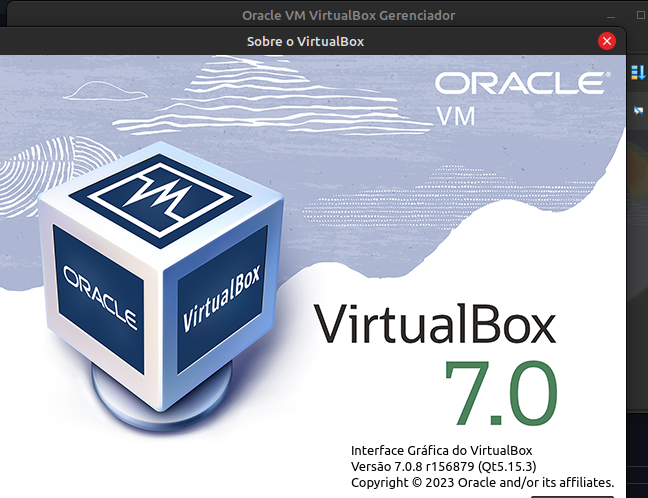 Oracle VM VirtualBox Gerenciador
Sobre o VirtualBox
ORACLE®
VM
ORACLE
VirtualBox
VirtualBox
7.0
Interface Gráfica do VirtualBox
Versão 7.0.8 r156879 (Qt5.15.3)
Copyright © 2023 Oracle and/or its affiliates.